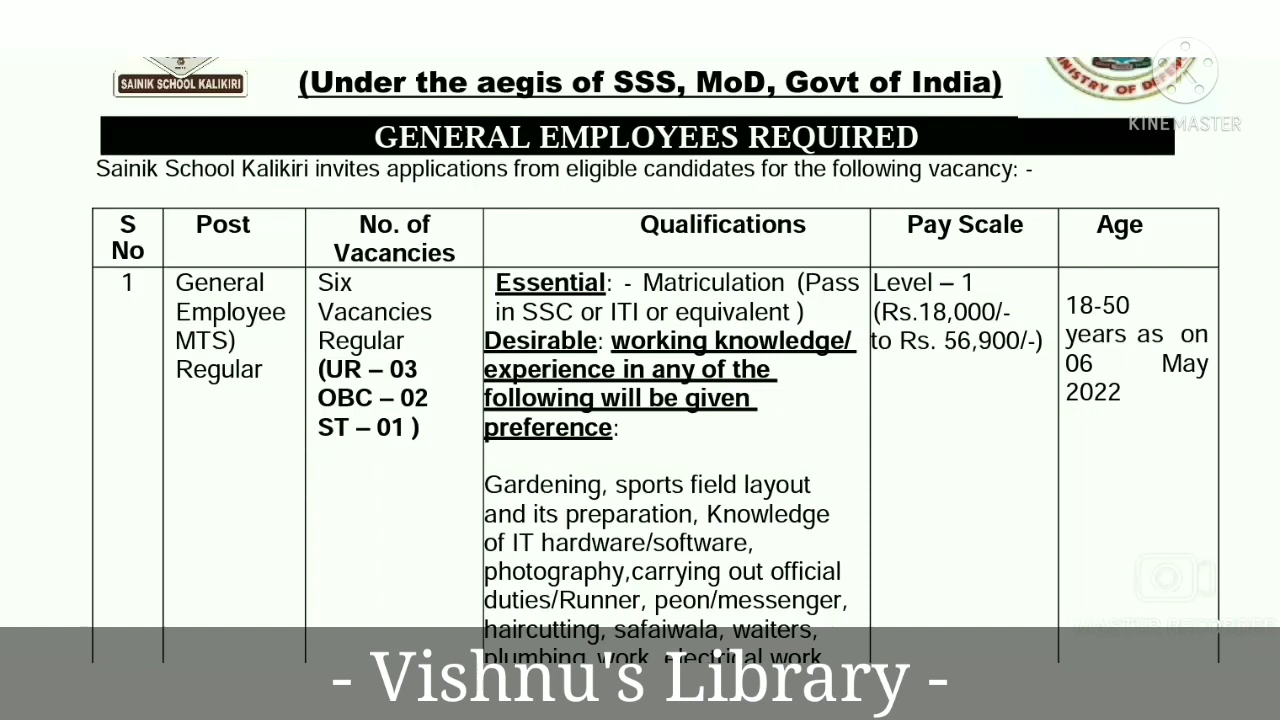 SAINIK SCHOOL KALIKIRI
(Under the aegis of SSS, MoD, Govt of India)
KINEMASTER
GENERAL EMPLOYEES REQUIRED
Sainik School Kalikiri invites applications from eligible candidates for the following vacancy: -
S No
Post
No. of Vacancies
Qualifications
Pay Scale
Age
1
General
Employee
MTS)
Regular
Six
Vacancies
Regular
(UR – 03
OBC – 02
ST – 01 )
Essential: - Matriculation (Pass
in SSC or ITI or equivalent )
Desirable: working knowledge/
experience in any of the
following will be given
preference:
Gardening, sports field layout
and its preparation, Knowledge
of IT hardware/software,
photography,carrying out official
duties/Runner, peon/messenger,
haircutting, safaiwala, waiters,
plumbing work, electrical work
Level – 1
(Rs.18,000/-
to Rs. 56,900/-)
18-50
years as on
06 May
2022
- Vishnu's Library -